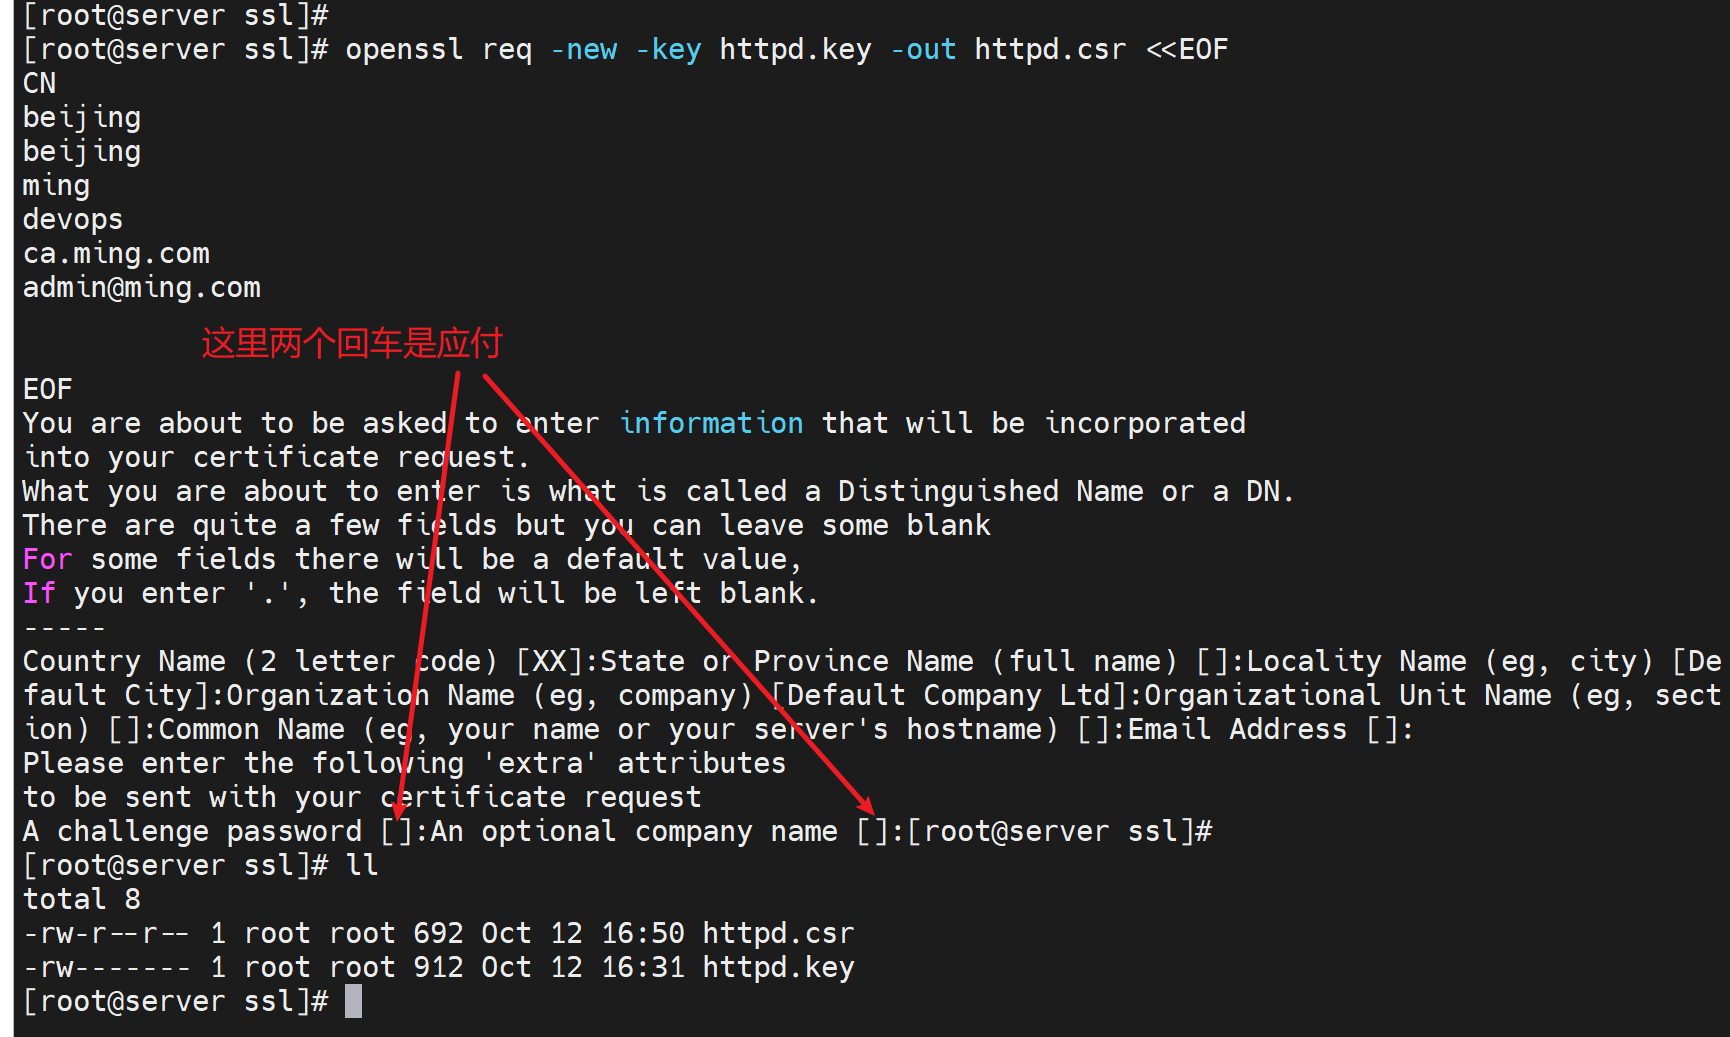 [root@server ssl]#
[root@server ssl]# openssl req -new -key httpd.key -out httpd.csr <<EOF
CN
beijing
beijing
ming
devops
ca.ming.com
admin@ming.com
这里两个回车是应付
EOF
You are about to be asked to enter information that will be incorporated
into your certificate request.
What you are about to enter is what is called a Distinguished Name or a DN.
There are quite a few fields but you can leave some blank
For some fields there will be a default value,
If you enter '.', the field will be left blank.
-----
Country Name (2 letter code) [XX]:State or Province Name (full name) []:Locality Name (eg, city) [De
fault City]:Organization Name (eg, company) [Default Company Ltd]:Organizational Unit Name (eg, sect
ion) []:Common Name (eg, your name or your server's hostname) []:Email Address []:
Please enter the following 'extra' attributes
to be sent with your certificate request
A challenge password []:An optional company name []:[root@server ssl]#
[root@server ssl]# ll
total 8
-rw-r--r-- 1 root root 692 Oct 12 16:50 httpd.csr
-rw------- 1 root root 912 Oct 12 16:31 httpd.key
[root@server ssl]#